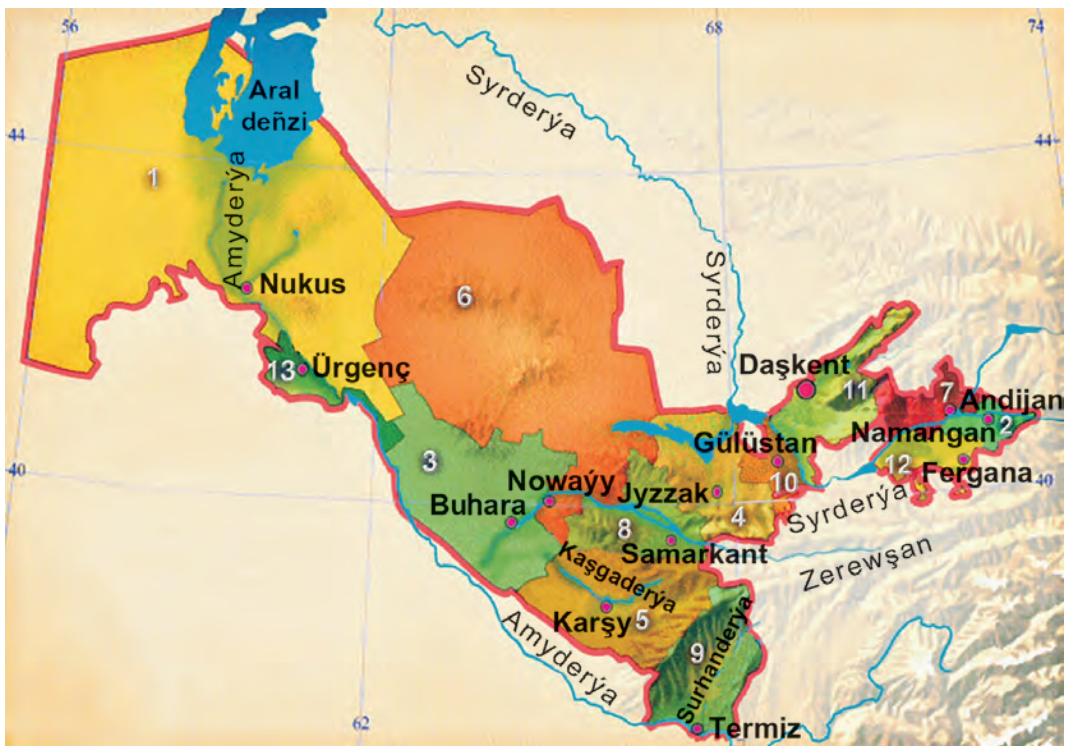 56
68
74
Aral
deñzi
Syrderýa
44
44
1
Amyderýa
Syrderýa
Nukus
6
Daşkent
13
Ürgenç
11
7
Andijan
2
Namangan
Gülüstan
40
3
12
Fergana
Nowaýy
Jyzzak
10
40
Buhara
4
Syrderýa
8
Samarkant
Zerewşan
Kaşgaderýa
Karşy
5
Amyderýa
9
Surhanderýa
62
Termiz